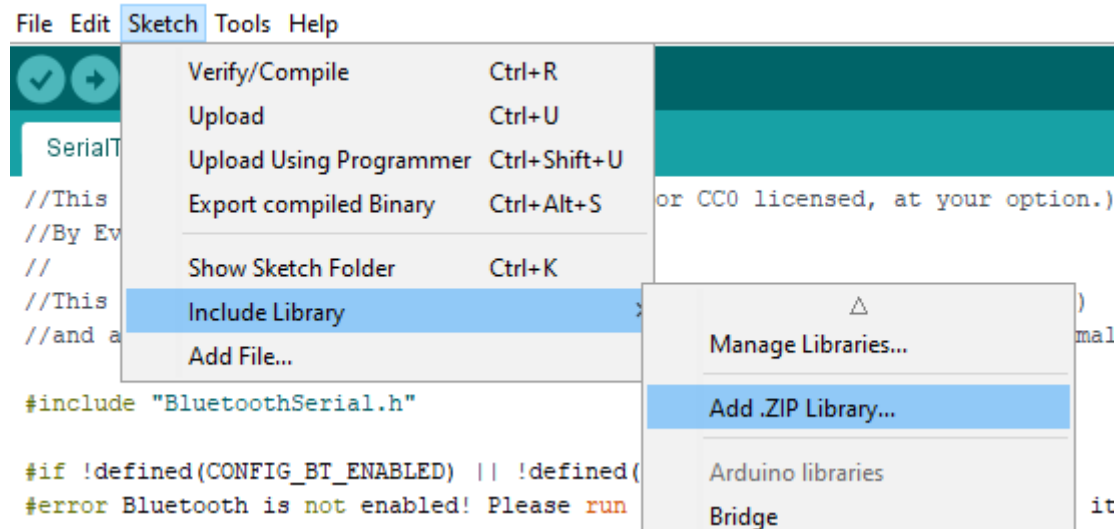 File Edit Sketch Tools Help
Verify/Compile Ctrl+R
Upload Ctrl+U
SerialT
Upload Using Programmer Ctrl+Shift+U
//This
Export compiled Binary Ctrl+Alt+S
or CC0 licensed, at your option.)
//By Ev
//
Show Sketch Folder Ctrl+K
//This
Include Library
)
//and a
Manage Libraries...
mal
Add File...
#include "BluetoothSerial.h"
Add .ZIP Library...
#if !defined(CONFIG_BT_ENABLED) || !defined(
Arduino libraries
#error Bluetooth is not enabled! Please run
it
Bridge